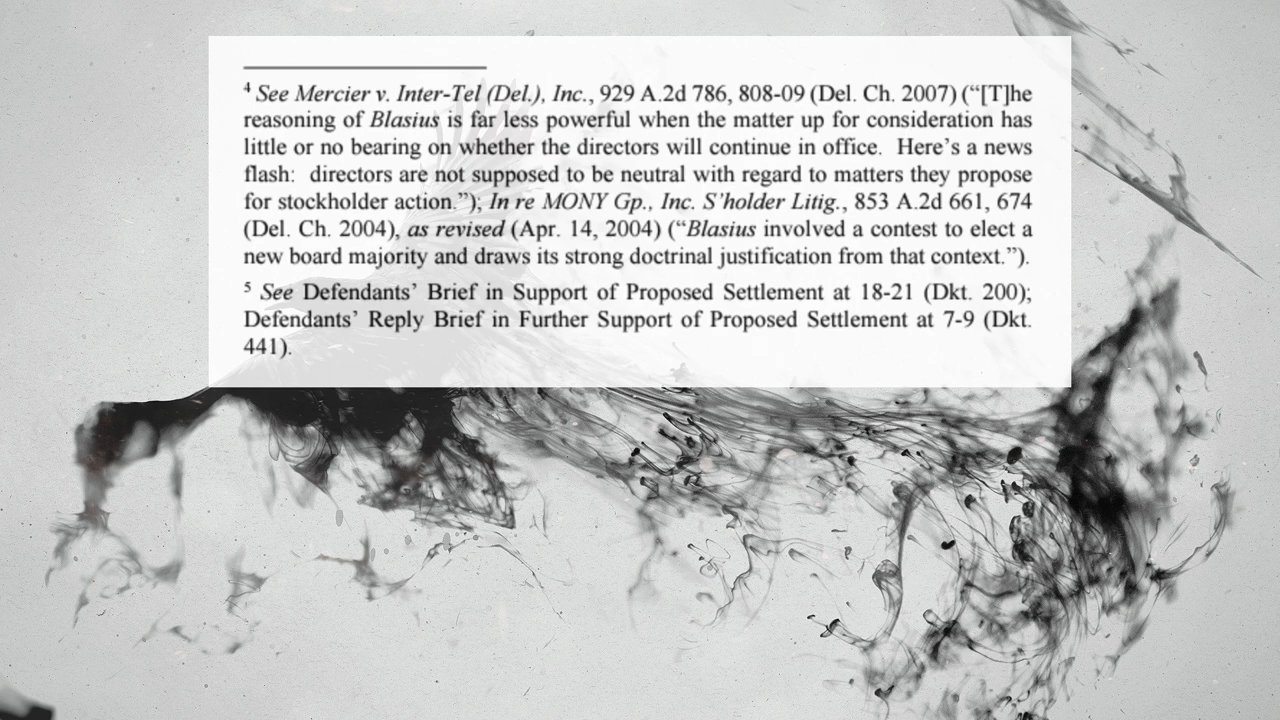 4 See Mercier v. Inter-Tel (Del.), Inc., 929 A.2d 786, 808-09 (Del. Ch. 2007) (“[T]he
reasoning of Blasius is far less powerful when the matter up for consideration has
little or no bearing on whether the directors will continue in office.  Here’s a news
flash:  directors are not supposed to be neutral with regard to matters they propose
for stockholder action.”); In re MONY Gp., Inc. S’holder Litig., 853 A.2d 661, 674
(Del. Ch. 2004), as revised (Apr. 14, 2004) (“Blasius involved a contest to elect a
new board majority and draws its strong doctrinal justification from that context.”).
5 See Defendants’ Brief in Support of Proposed Settlement at 18-21 (Dkt. 200);
Defendants’ Reply Brief in Further Support of Proposed Settlement at 7-9 (Dkt.
441).